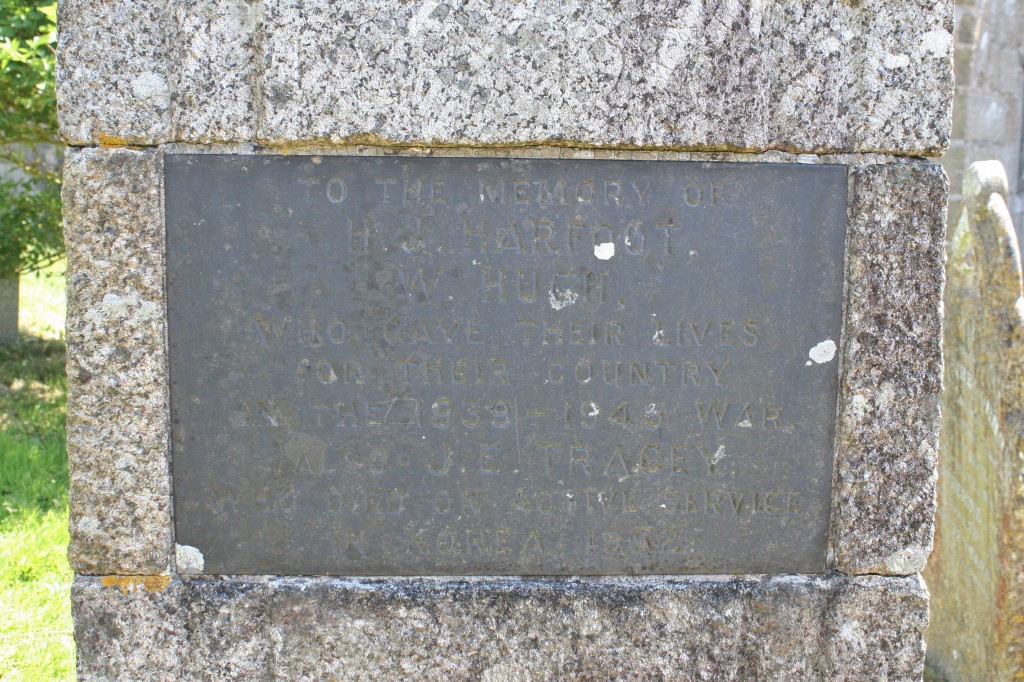 TO THE MEMORY OF
H. J. HARFOOT
W. HUGH.
WHO GAVE THEIR LIVES
FOR THEIR COUNTRY
IN THE 1939-1945 WAR.
ALSO J. E. TRACEY.
WHO DIED ON ACTIVE SERVICE
IN KOREA